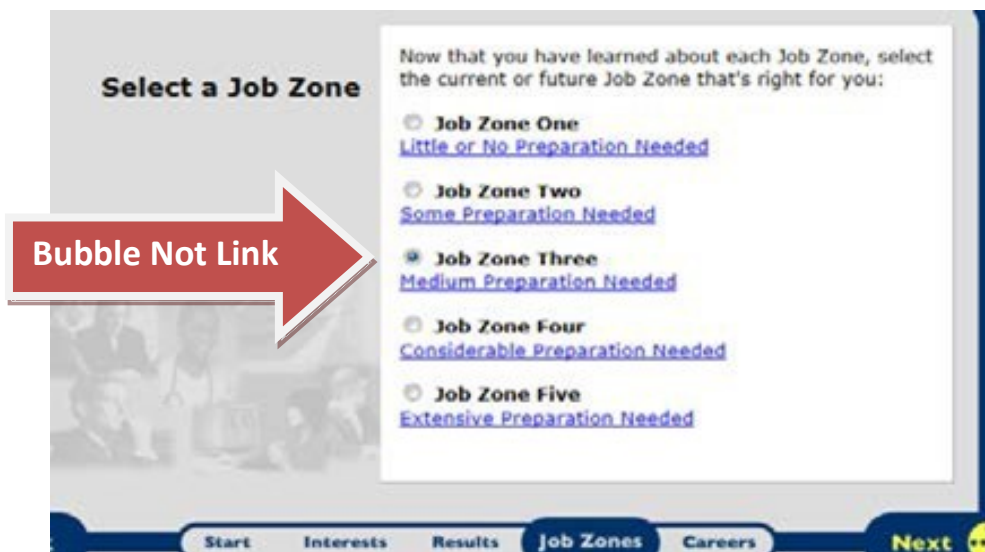 Select a Job Zone
Now that you have learned about each Job Zone, select
the current or future Job Zone that's right for you:
Job Zone One
Little or No Preparation Needed
Job Zone Two
Some Preparation Needed
Bubble Not Link
Job Zone Three
Medium Preparation Needed
Job Zone Four
Considerable Preparation Needed
Job Zone Five
Extensive Preparation Needed
Start Interests Results Job Zones Careers Next